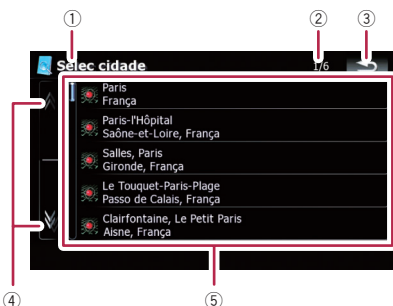 ① ② ③
Selec cidade 1/6
Paris
França
Paris-l'Hôpital
Saône-et-Loire, França
Salles, Paris
Gironde, França
Le Touquet-Paris-Plage
Passo de Calais, França
Clairfontaine, Le Petit Paris
Aisne, França
④ ⑤